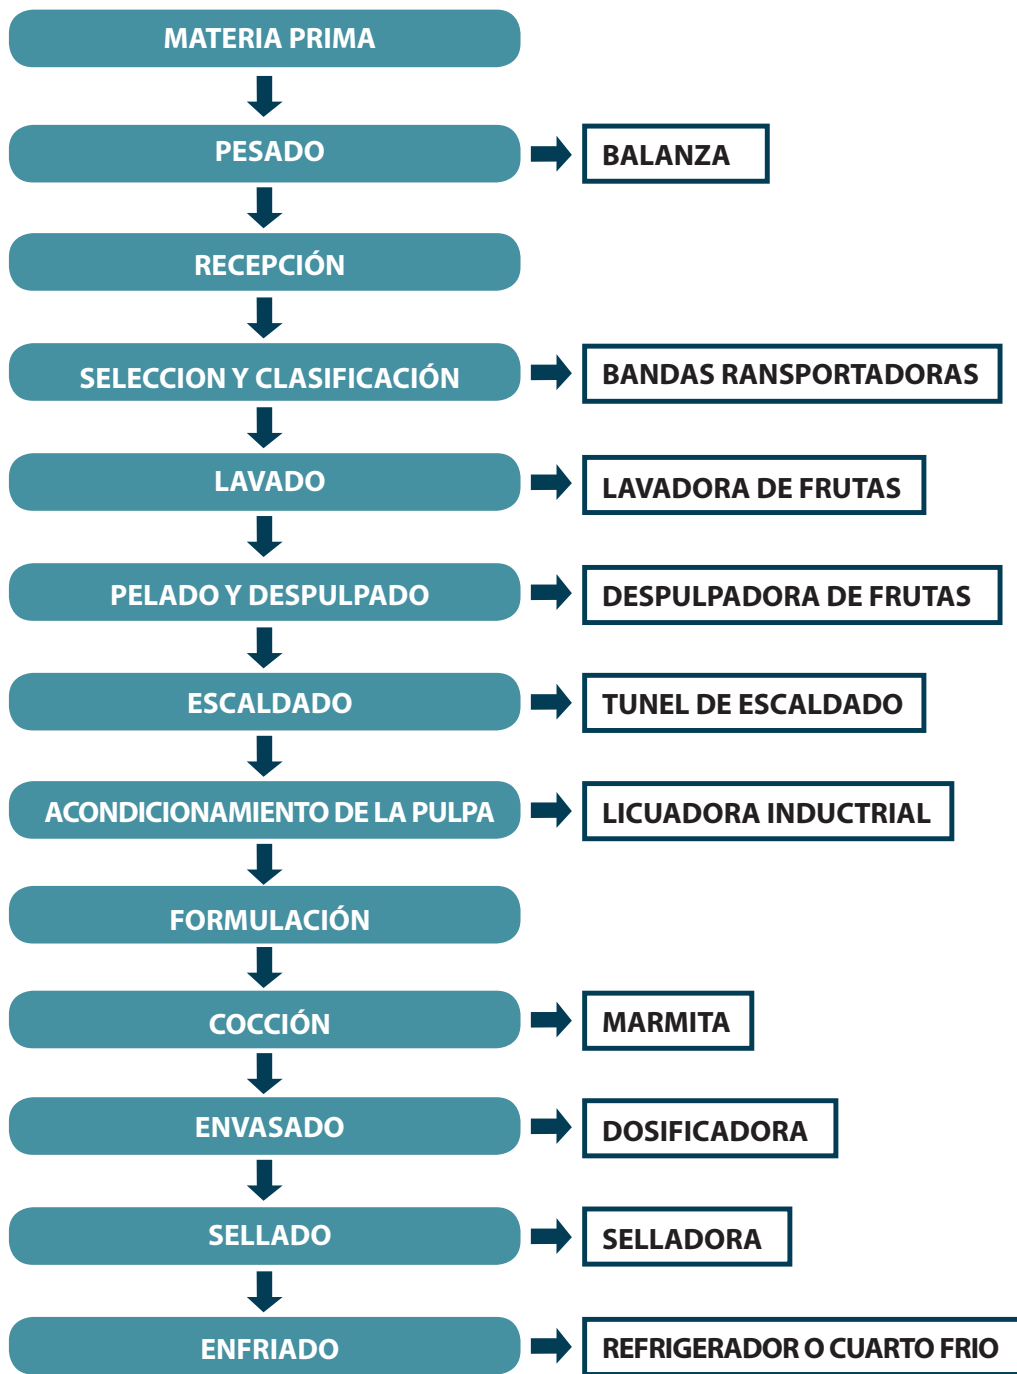 MATERIA PRIMA
PESADO
BALANZA
RECEPCIÓN
SELECCION Y CLASIFICACIÓN
BANDAS RANSPORTADORAS
LAVADO
LAVADORA DE FRUTAS
PELADO Y DESPULPADO
DESPULPADORA DE FRUTAS
ESCALDADO
TUNEL DE ESCALDADO
ACONDICIONAMIENTO DE LA PULPA
LICUADORA INDUCTRIAL
FORMULACIÓN
COCCIÓN
MARMITA
ENVASADO
DOSIFICADORA
SELLADO
SELLADORA
ENFRIADO
REFRIGERADOR O CUARTO FRIO